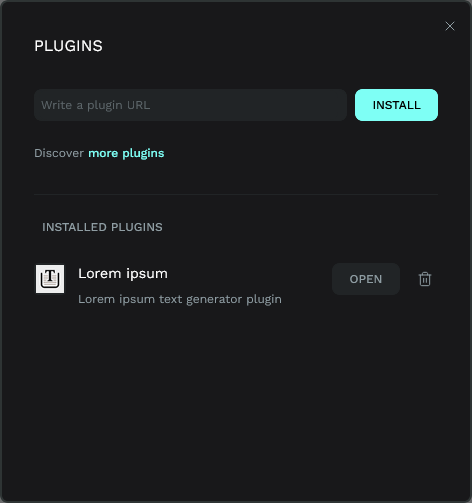 PLUGINS
Write a plugin URL
INSTALL
Discover more plugins
INSTALLED PLUGINS
T
Lorem ipsum
Lorem ipsum text generator plugin
OPEN